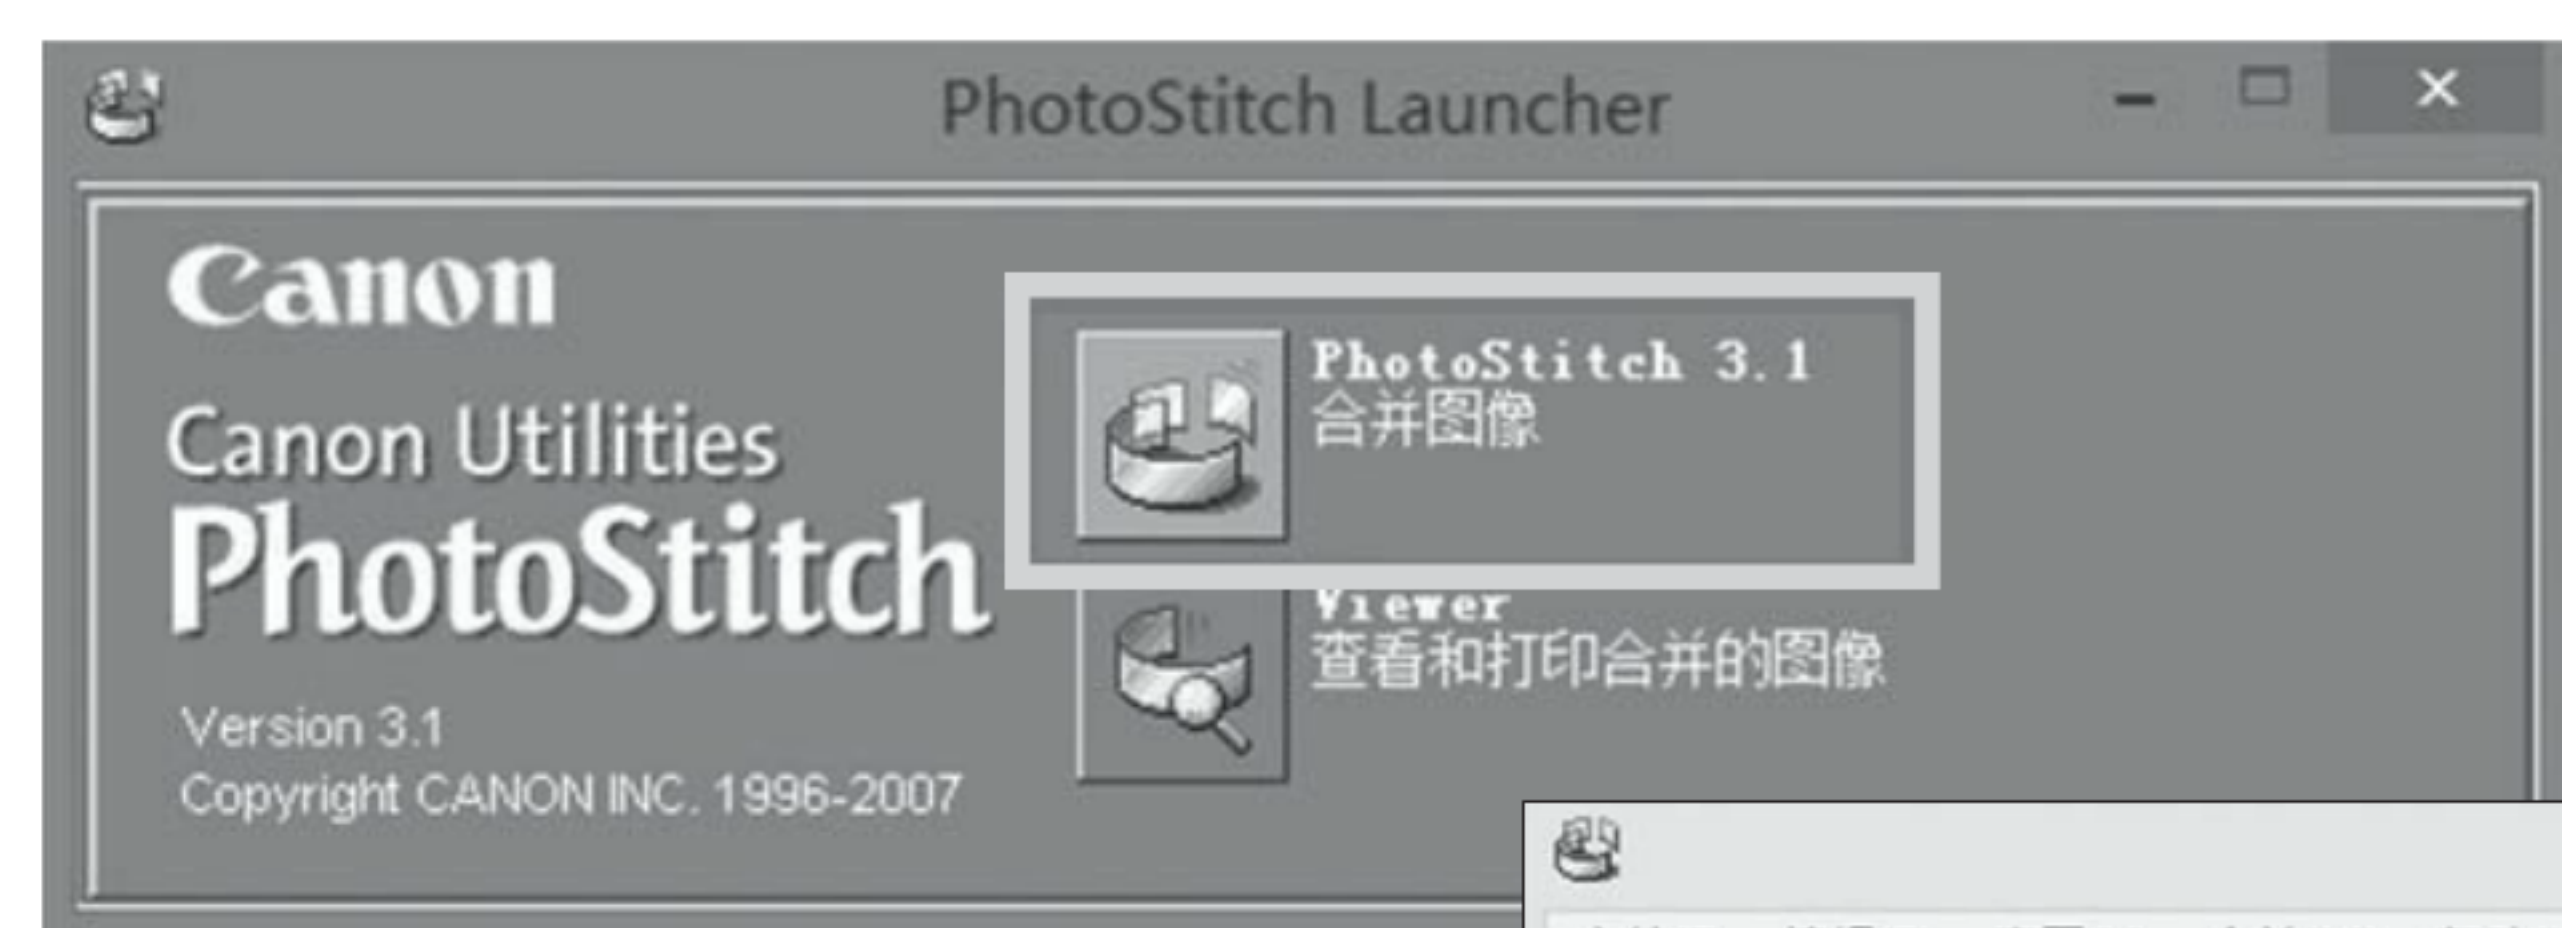 PhotoStitch Launcher
Canon
Canon Utilities
PhotoStitch
Version 3.1
Copyright CANON INC. 1996-2007
PhotoStitch 3.1
合并图像
Viewer
查看和打印合并的图像